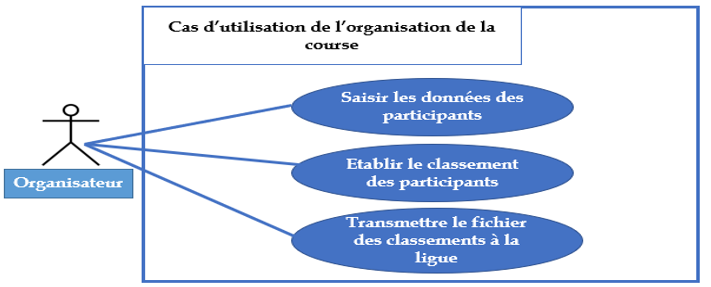 Cas d'utilisation de l'organisation de la
course
Saisir les données des
participants
Etablir le classement
des participants
Organisateur
Transmettre le fichier
des classements à la
ligue